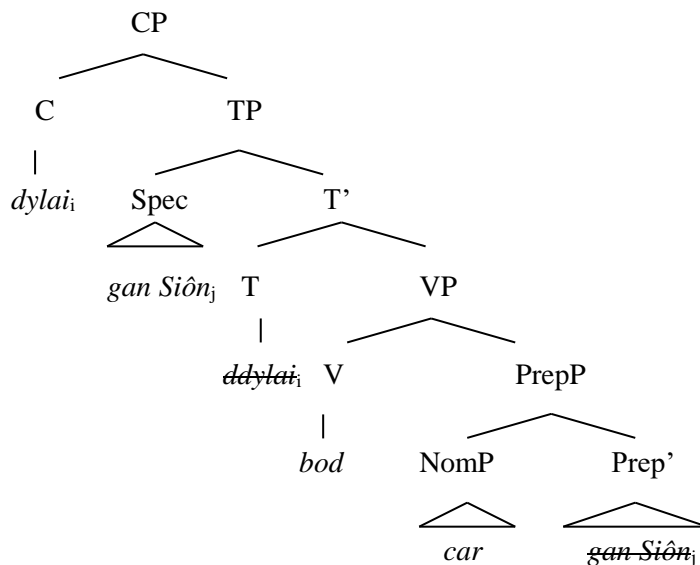 CP
C TP
dylaiᵢ Spec T’
gan Siônⱼ T VP
ddylaiᵢ V PrepP
bod NomP Prep’
car gan Siônⱼ